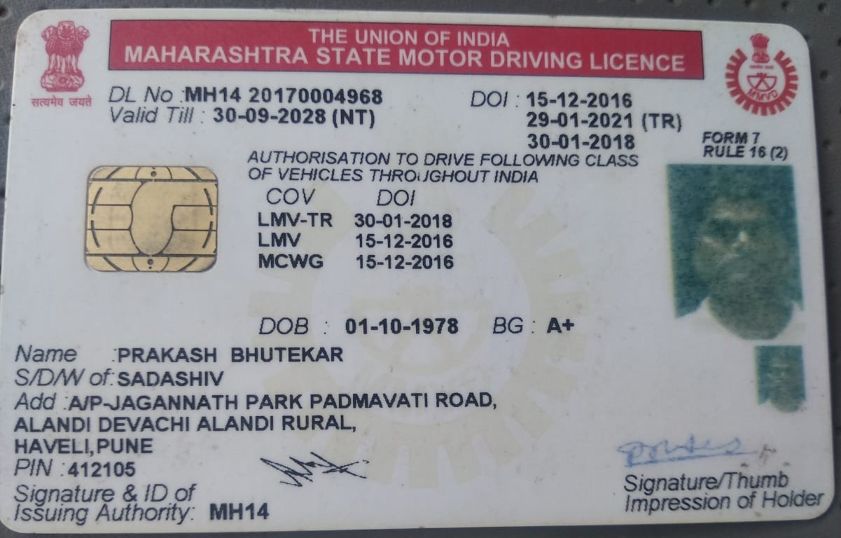 THE UNION OF INDIA
MAHARASHTRA STATE MOTOR DRIVING LICENCE
सत्यमेव जयते
MMVD
DL No :MH14 20170004968 DOI : 15-12-2016
Valid Till : 30-09-2028 (NT) 29-01-2021 (TR)
30-01-2018
FORM 7
RULE 16 (2)
AUTHORISATION TO DRIVE FOLLOWING CLASS
OF VEHICLES THROUGHOUT INDIA
COV DOI
LMV-TR 30-01-2018
LMV 15-12-2016
MCWG 15-12-2016
DOB : 01-10-1978 BG : A+
Name :PRAKASH BHUTEKAR
S/D/W of:SADASHIV
Add :A/P-JAGANNATH PARK PADMAVATI ROAD,
ALANDI DEVACHI ALANDI RURAL,
HAVELI,PUNE
PIN :412105
Signature & ID of
Issuing Authority: MH14
Signature/Thumb
Impression of Holder